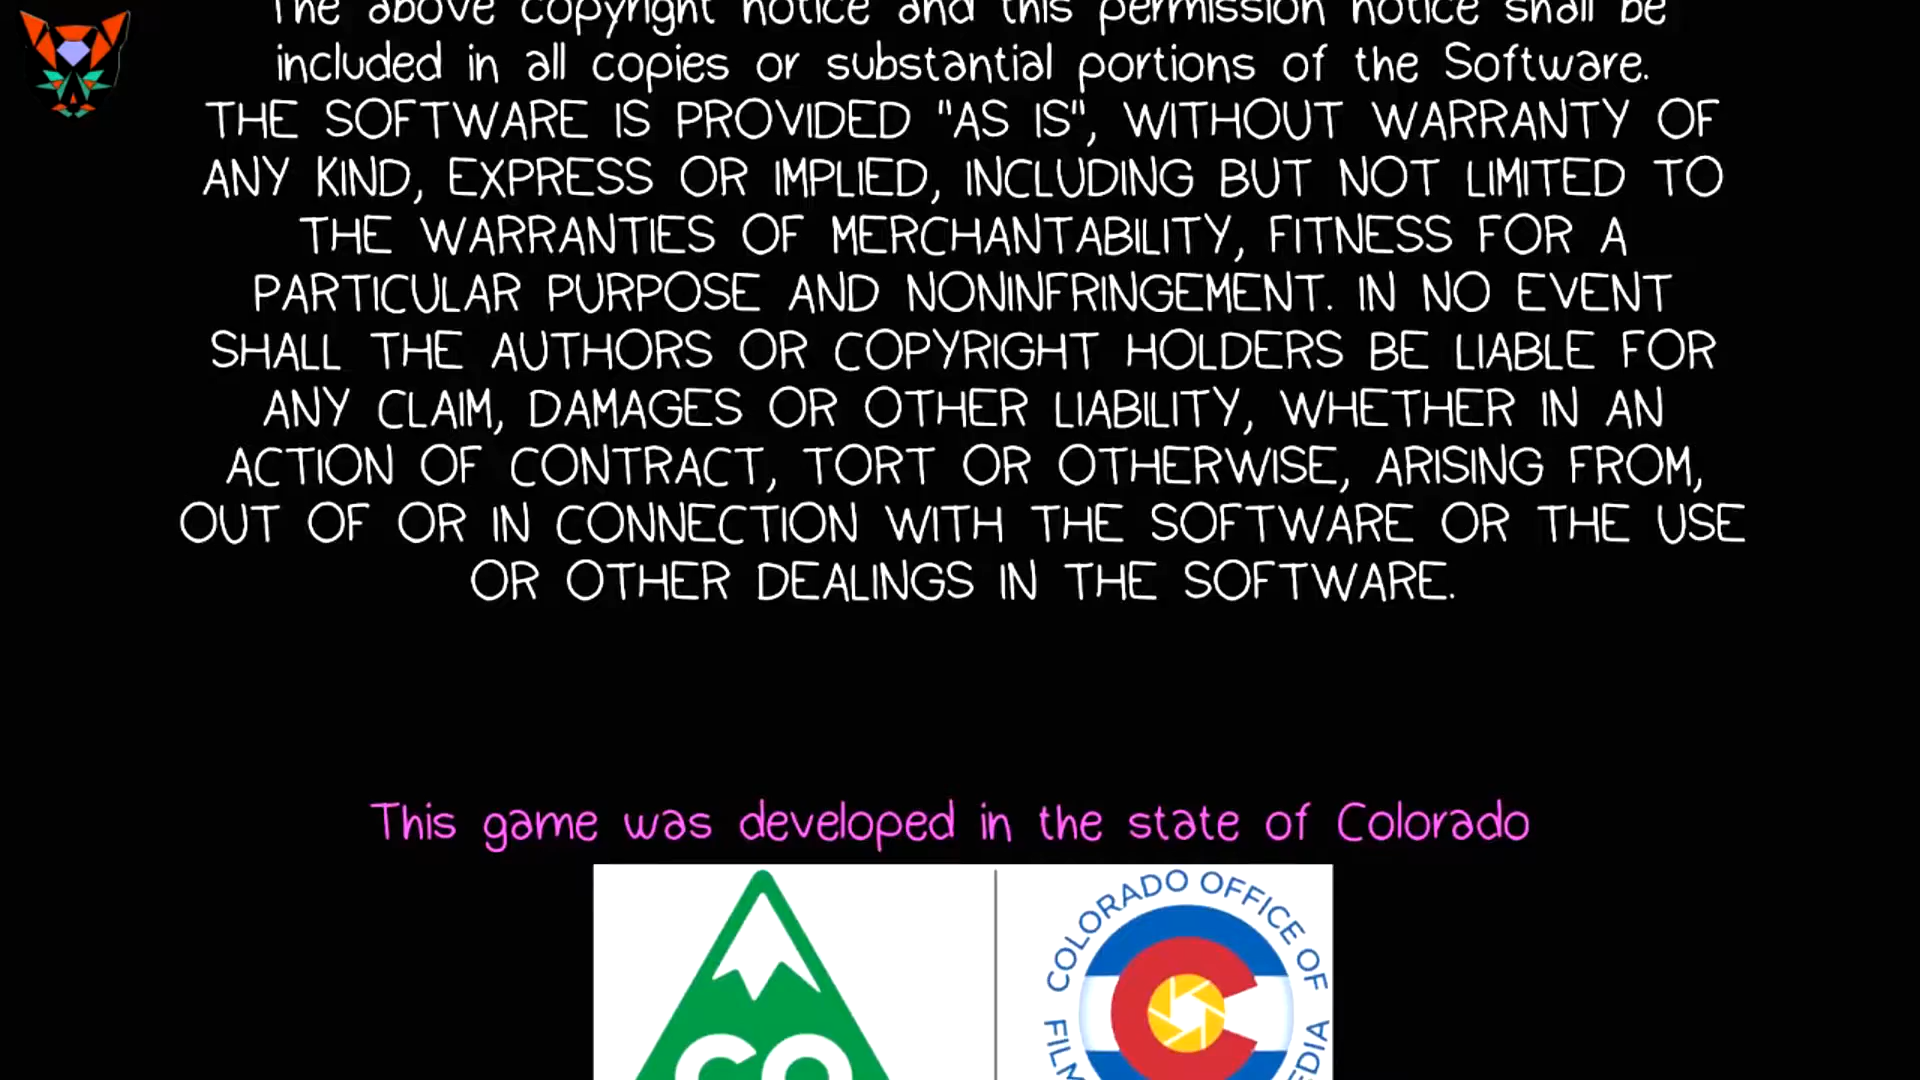 The above copyright notice and this permission notice shall be
included in all copies or substantial portions of the Software.
THE SOFTWARE IS PROVIDED "AS IS", WITHOUT WARRANTY OF
ANY KIND, EXPRESS OR IMPLIED, INCLUDING BUT NOT LIMITED TO
THE WARRANTIES OF MERCHANTABILITY, FITNESS FOR A
PARTICULAR PURPOSE AND NONINFRINGEMENT. IN NO EVENT
SHALL THE AUTHORS OR COPYRIGHT HOLDERS BE LIABLE FOR
ANY CLAIM, DAMAGES OR OTHER LIABILITY, WHETHER IN AN
ACTION OF CONTRACT, TORT OR OTHERWISE, ARISING FROM,
OUT OF OR IN CONNECTION WITH THE SOFTWARE OR THE USE
OR OTHER DEALINGS IN THE SOFTWARE.
This game was developed in the state of Colorado
CO
COLORADO OFFICE OF
FILM